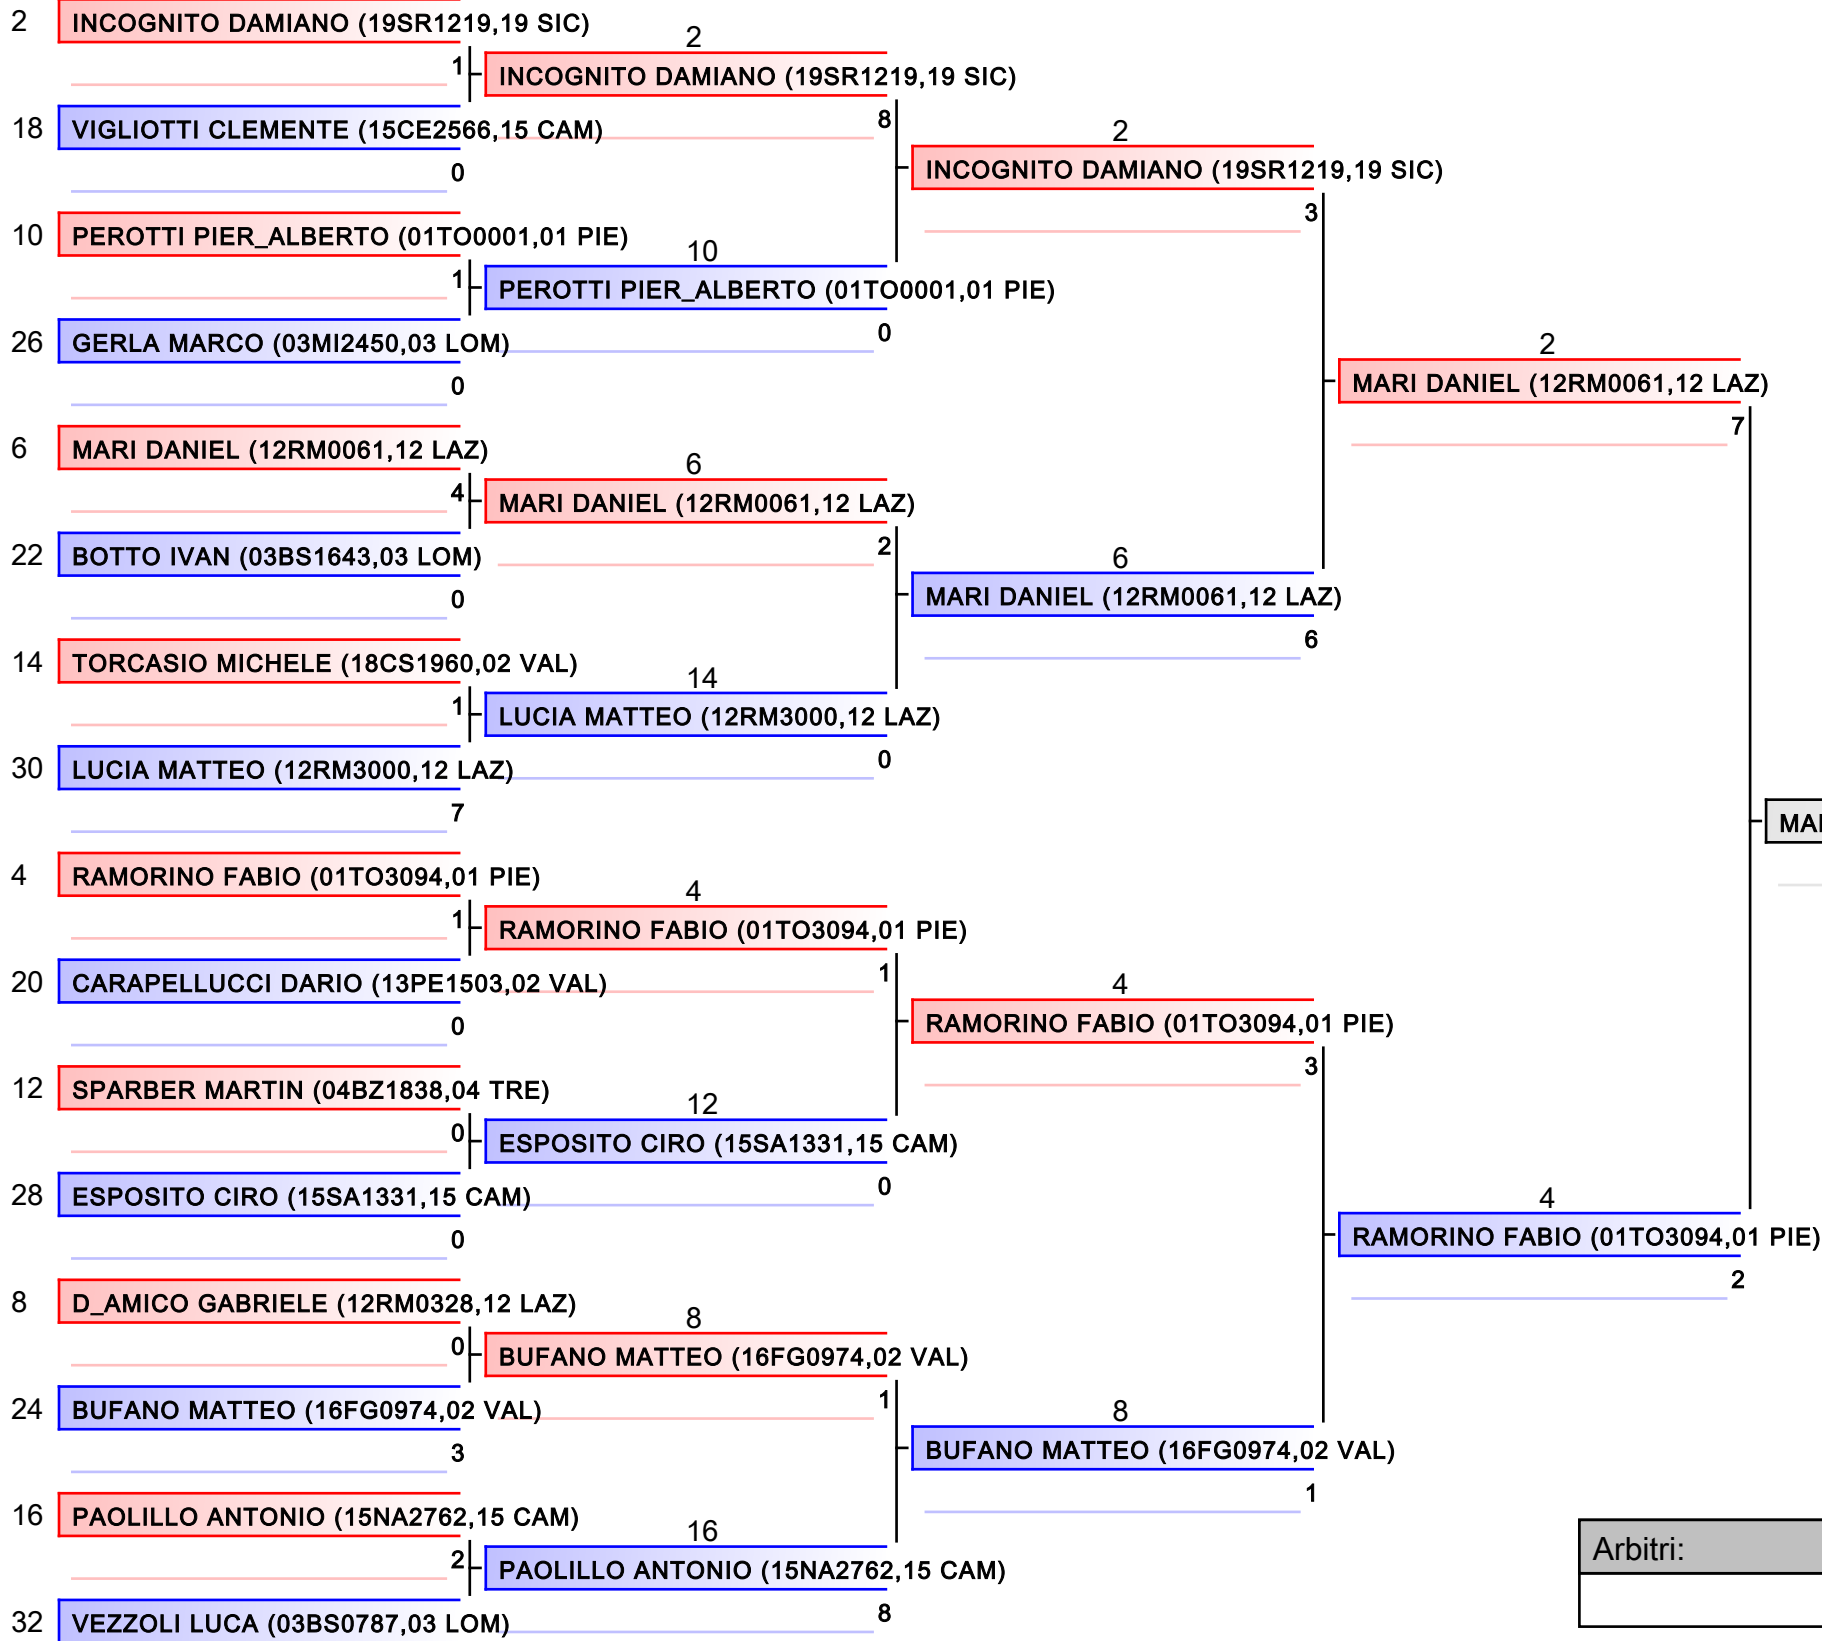 2 INCOGNITO DAMIANO (19SR1219,19 SIC)
1
18 VIGLIOTTI CLEMENTE (15CE2566,15 CAM)
0
10 PEROTTI PIER_ALBERTO (01TO0001,01 PIE)
1
26 GERLA MARCO (03MI2450,03 LOM)
0
6 MARI DANIEL (12RM0061,12 LAZ)
4
22 BOTTO IVAN (03BS1643,03 LOM)
0
14 TORCASIO MICHELE (18CS1960,02 VAL)
1
30 LUCIA MATTEO (12RM3000,12 LAZ)
7
4 RAMORINO FABIO (01TO3094,01 PIE)
1
20 CARAPELLUCCI DARIO (13PE1503,02 VAL)
0
12 SPARBER MARTIN (04BZ1838,04 TRE)
0
28 ESPOSITO CIRO (15SA1331,15 CAM)
0
8 D_AMICO GABRIELE (12RM0328,12 LAZ)
0
24 BUFANO MATTEO (16FG0974,02 VAL)
3
16 PAOLILLO ANTONIO (15NA2762,15 CAM)
2
32 VEZZOLI LUCA (03BS0787,03 LOM)
2
INCOGNITO DAMIANO (19SR1219,19 SIC)
8
10
PEROTTI PIER_ALBERTO (01TO0001,01 PIE)
0
6
MARI DANIEL (12RM0061,12 LAZ)
2
14
LUCIA MATTEO (12RM3000,12 LAZ)
0
4
RAMORINO FABIO (01TO3094,01 PIE)
1
12
ESPOSITO CIRO (15SA1331,15 CAM)
0
8
BUFANO MATTEO (16FG0974,02 VAL)
1
16
PAOLILLO ANTONIO (15NA2762,15 CAM)
8
2
INCOGNITO DAMIANO (19SR1219,19 SIC)
3
6
MARI DANIEL (12RM0061,12 LAZ)
6
4
RAMORINO FABIO (01TO3094,01 PIE)
3
8
BUFANO MATTEO (16FG0974,02 VAL)
1
2
MARI DANIEL (12RM0061,12 LAZ)
7
4
RAMORINO FABIO (01TO3094,01 PIE)
2
Arbitri: